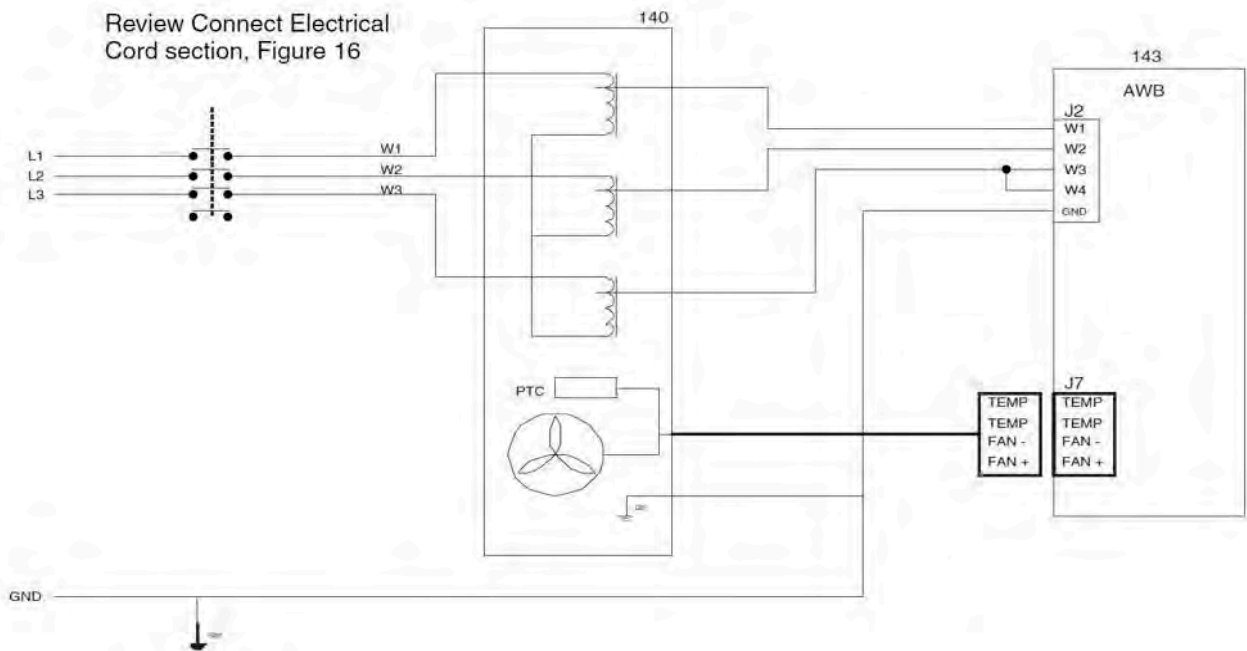 Review Connect Electrical
Cord section, Figure 16
140
143
AWB
J2
W1
W2
W3
W4
GND
L1
L2
L3
W1
W2
W3
PTC
J7
TEMP
TEMP
FAN -
FAN +
TEMP
TEMP
FAN -
FAN +
GND